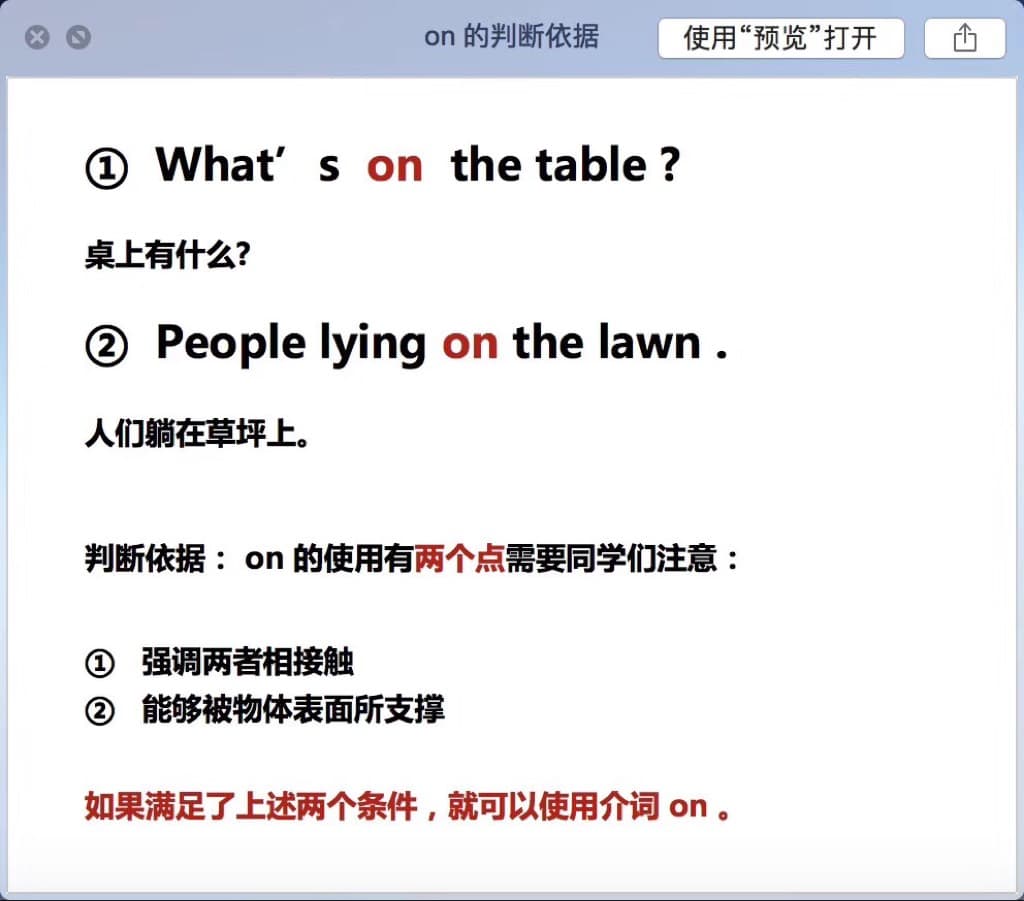 on 的判断依据
使用“预览”打开
① What’ s on the table ?
桌上有什么?
② People lying on the lawn .
人们躺在草坪上。
判断依据： on 的使用有两个点需要同学们注意：
① 强调两者相接触
② 能够被物体表面所支撑
如果满足了上述两个条件，就可以使用介词 on 。